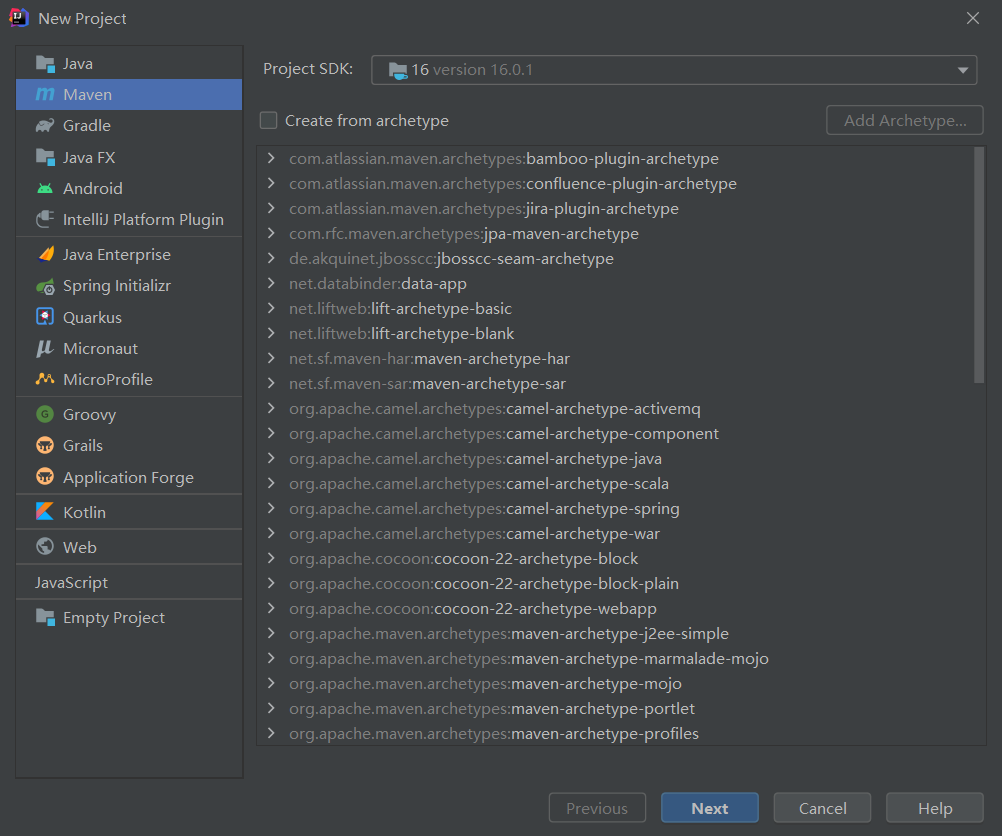 New Project
Java
Maven
Gradle
Java FX
Android
IntelliJ Platform Plugin
Java Enterprise
Spring Initializr
Quarkus
Micronaut
MicroProfile
Groovy
Grails
Application Forge
Kotlin
Web
JavaScript
Empty Project
Project SDK: 16 version 16.0.1
Create from archetype Add Archetype...
com.atlassian.maven.archetypes:bamboo-plugin-archetype
com.atlassian.maven.archetypes:confluence-plugin-archetype
com.atlassian.maven.archetypes:jira-plugin-archetype
com.rfc.maven.archetypes:jpa-maven-archetype
de.akquinet.jbosscc:jbosscc-seam-archetype
net.databinder:data-app
net.liftweb:lift-archetype-basic
net.liftweb:lift-archetype-blank
net.sf.maven-har:maven-archetype-har
net.sf.maven-sar:maven-archetype-sar
org.apache.camel.archetypes:camel-archetype-activemq
org.apache.camel.archetypes:camel-archetype-component
org.apache.camel.archetypes:camel-archetype-java
org.apache.camel.archetypes:camel-archetype-scala
org.apache.camel.archetypes:camel-archetype-spring
org.apache.camel.archetypes:camel-archetype-war
org.apache.cocoon:cocoon-22-archetype-block
org.apache.cocoon:cocoon-22-archetype-block-plain
org.apache.cocoon:cocoon-22-archetype-webapp
org.apache.maven.archetypes:maven-archetype-j2ee-simple
org.apache.maven.archetypes:maven-archetype-marmalade-mojo
org.apache.maven.archetypes:maven-archetype-mojo
org.apache.maven.archetypes:maven-archetype-portlet
org.apache.maven.archetypes:maven-archetype-profiles
Previous Next Cancel Help